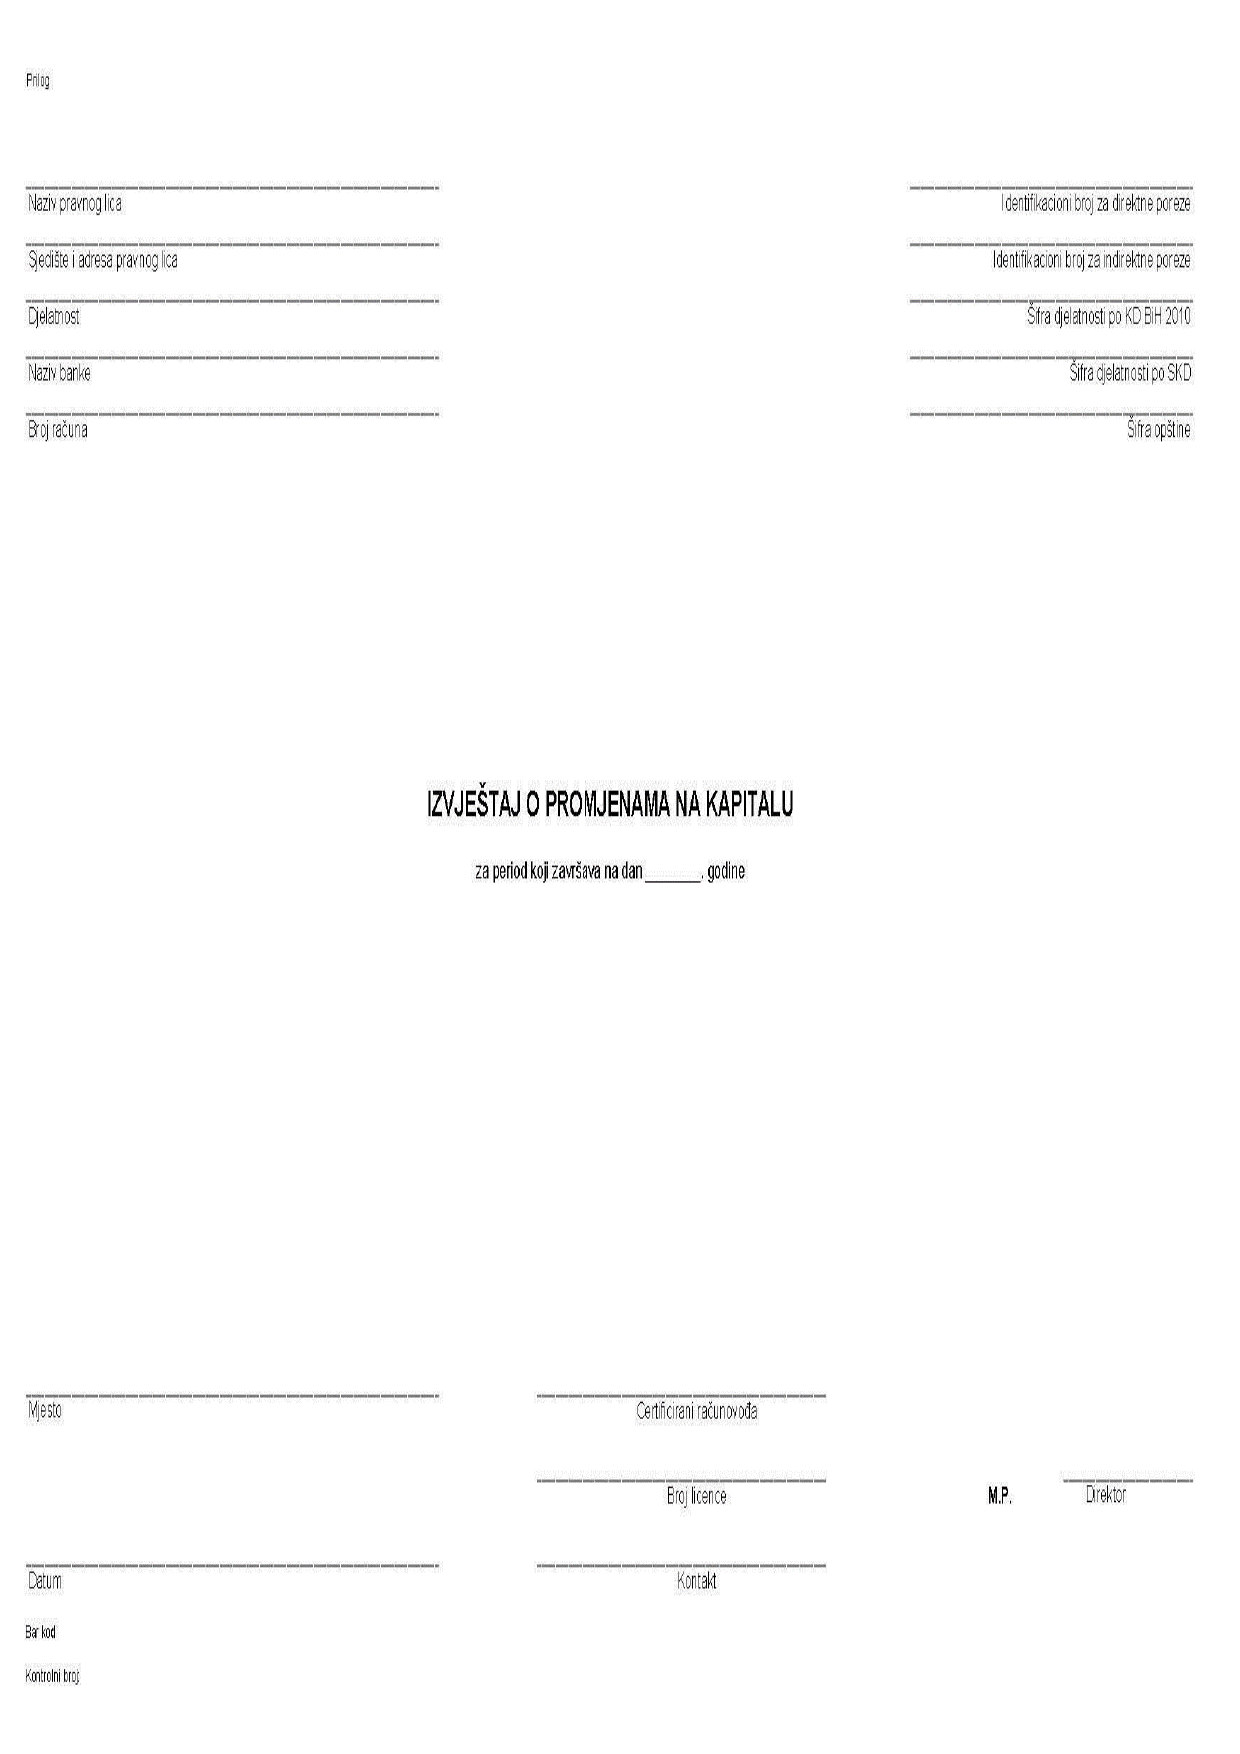 Prilog
Naziv pravnog lica
Identifikacioni broj za direktne poreze
Sjedište i adresa pravnog lica
Identifikacioni broj za indirektne poreze
Djelatnost
Šifra djelatnosti po KD BiH 2010
Naziv banke
Šifra djelatnosti po SKD
Broj računa
Šifra opštine
IZVJEŠTAJ O PROMJENAMA NA KAPITALU
za period koji završava na dan ________. godine
Mjesto
Certificirani računovođa
Broj licence
M.P.
Direktor
Datum
Kontakt
Bar kod
Kontrolni broj